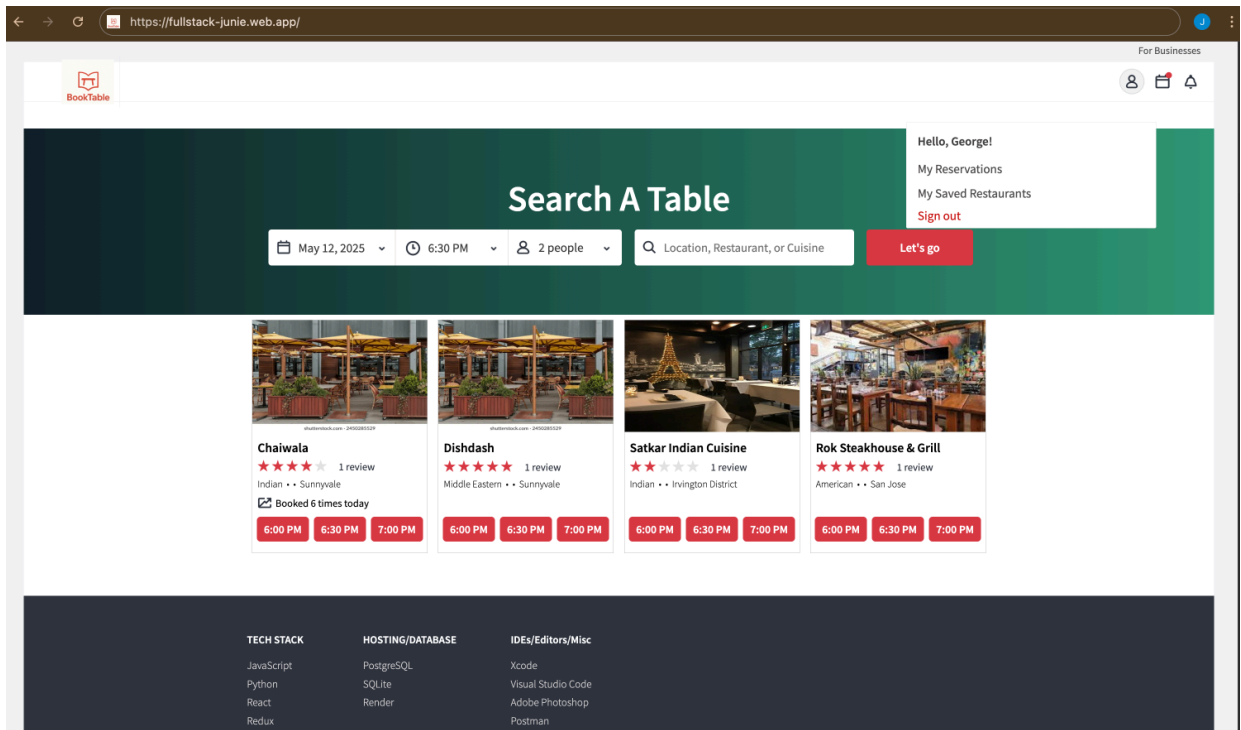 https://fullstack-junie.web.app/
J
For Businesses
BookTable
Hello, George!
My Reservations
My Saved Restaurants
Sign out
Search A Table
May 12, 2025
6:30 PM
2 people
Location, Restaurant, or Cuisine
Let's go
shutterstock.com · 2450285529
Chaiwala
1 review
Indian • • Sunnyvale
Booked 6 times today
6:00 PM 6:30 PM 7:00 PM
shutterstock.com · 2450285529
Dishdash
1 review
Middle Eastern • • Sunnyvale
6:00 PM 6:30 PM 7:00 PM
Satkar Indian Cuisine
1 review
Indian • • Irvington District
6:00 PM 6:30 PM 7:00 PM
Rok Steakhouse & Grill
1 review
American • • San Jose
6:00 PM 6:30 PM 7:00 PM
TECH STACK
JavaScript
Python
React
Redux
HOSTING/DATABASE
PostgreSQL
SQLite
Render
IDEs/Editors/Misc
Xcode
Visual Studio Code
Adobe Photoshop
Postman